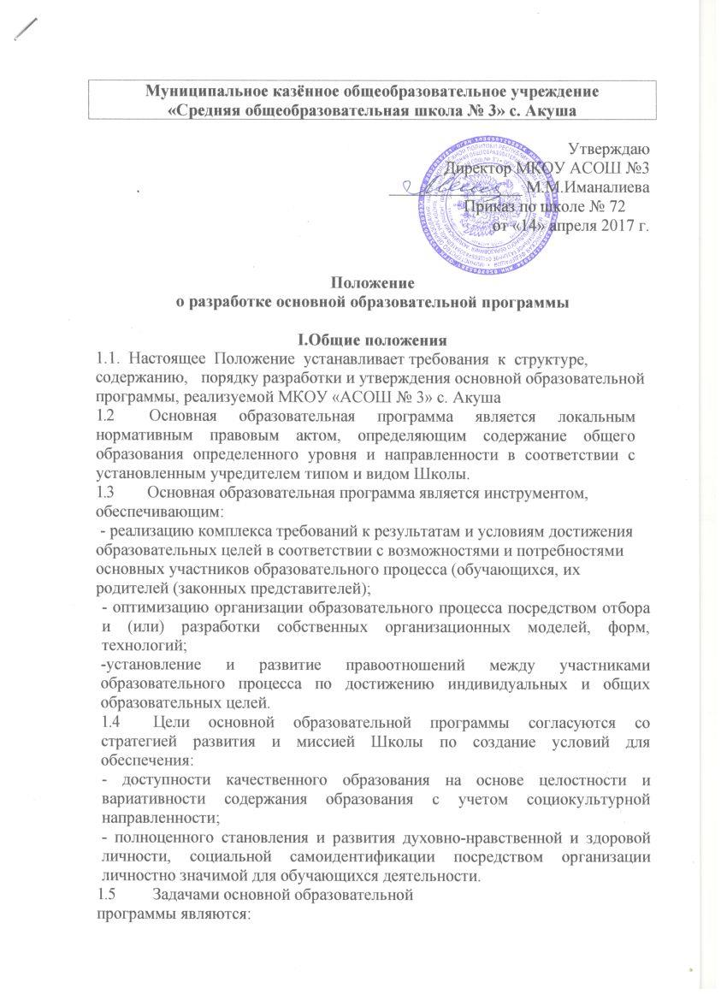 Муниципальное казённое общеобразовательное учреждение
«Средняя общеобразовательная школа № 3» с. Акуша
Утверждаю
Директор МКОУ АСОШ №3
М.М.Иманалиева
Приказ по школе № 72
от «14» апреля 2017 г.
Положение
о разработке основной образовательной программы
I.Общие положения
1.1. Настоящее Положение устанавливает требования к структуре,
содержанию, порядку разработки и утверждения основной образовательной
программы, реализуемой МКОУ «АСОШ № 3» с. Акуша
1.2 Основная образовательная программа является локальным
нормативным правовым актом, определяющим содержание общего
образования определенного уровня и направленности в соответствии с
установленным учредителем типом и видом Школы.
1.3 Основная образовательная программа является инструментом,
обеспечивающим:
- реализацию комплекса требований к результатам и условиям достижения
образовательных целей в соответствии с возможностями и потребностями
основных участников образовательного процесса (обучающихся, их
родителей (законных представителей);
- оптимизацию организации образовательного процесса посредством отбора
и (или) разработки собственных организационных моделей, форм,
технологий;
-установление и развитие правоотношений между участниками
образовательного процесса по достижению индивидуальных и общих
образовательных целей.
1.4 Цели основной образовательной программы согласуются со
стратегией развития и миссией Школы по создание условий для
обеспечения:
- доступности качественного образования на основе целостности и
вариативности содержания образования с учетом социокультурной
направленности;
- полноценного становления и развития духовно-нравственной и здоровой
личности, социальной самоидентификации посредством организации
личностно значимой для обучающихся деятельности.
1.5 Задачами основной образовательной
программы являются: